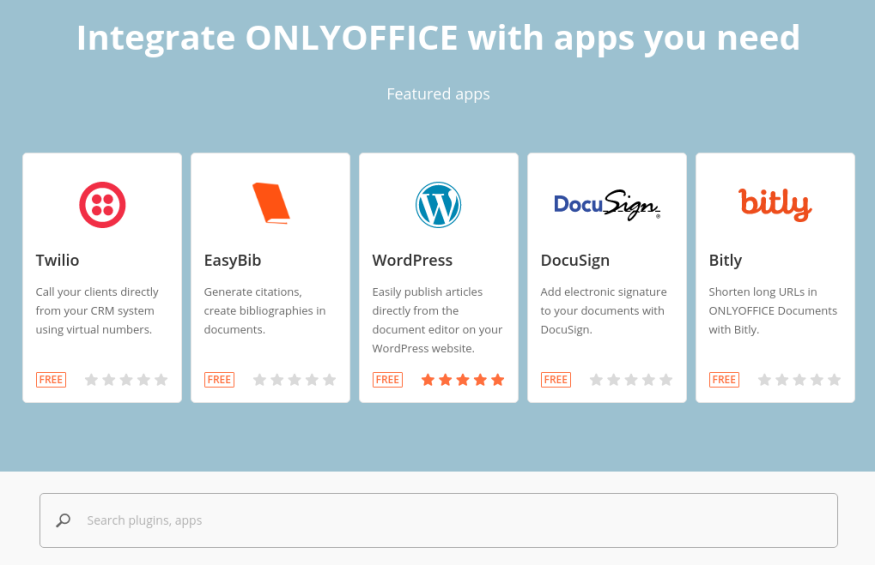 Integrate ONLYOFFICE with apps you need
Featured apps
Twilio
Call your clients directly
from your CRM system
using virtual numbers.
FREE
EasyBib
Generate citations,
create bibliographies in
documents.
FREE
WordPress
Easily publish articles
directly from the
document editor on your
WordPress website.
FREE
DocuSign®
DocuSign
Add electronic signature
to your documents with
DocuSign.
FREE
bitly
Bitly
Shorten long URLs in
ONLYOFFICE Documents
with Bitly.
FREE
Search plugins, apps